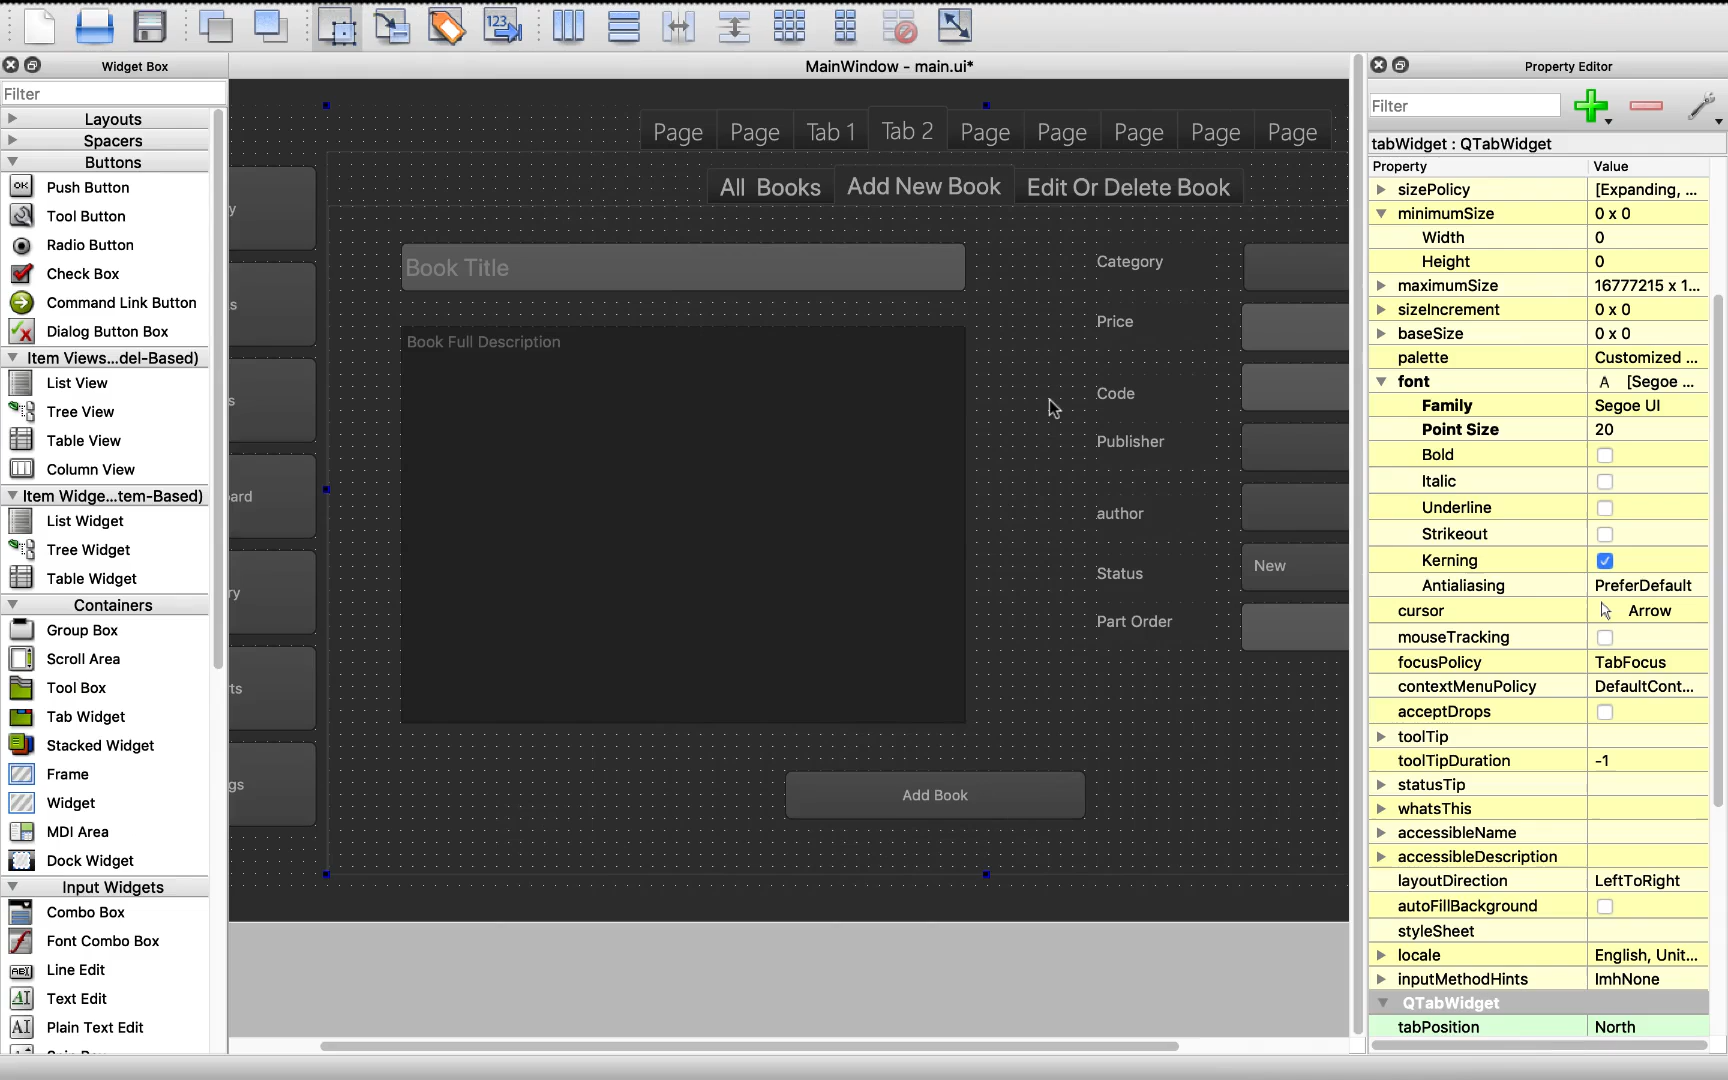 123
MainWindow - main.ui*
Widget Box
Property Editor
Filter
Filter
tabWidget : QTabWidget
Property Value
Layouts
Spacers
Buttons
OK Push Button
Tool Button
Radio Button
Check Box
Command Link Button
Dialog Button Box
Item Views...del-Based)
List View
Tree View
Table View
Column View
Item Widge...tem-Based)
List Widget
Tree Widget
Table Widget
Containers
Group Box
Scroll Area
Tool Box
Tab Widget
Stacked Widget
Frame
Widget
MDI Area
Dock Widget
Input Widgets
Combo Box
Font Combo Box
ABI Line Edit
AI Text Edit
AI Plain Text Edit
y
s
s
ard
ry
ts
gs
Page Page Tab 1 Tab 2 Page Page Page Page Page
All Books Add New Book Edit Or Delete Book
Book Title
Book Full Description
Category
Price
Code
Publisher
author
Status New
Part Order
Add Book
sizePolicy [Expanding, ...
minimumSize 0 x 0
Width 0
Height 0
maximumSize 16777215 x 1...
sizeIncrement 0 x 0
baseSize 0 x 0
palette Customized ...
font A [Segoe ...
Family Segoe UI
Point Size 20
Bold
Italic
Underline
Strikeout
Kerning
Antialiasing PreferDefault
cursor Arrow
mouseTracking
focusPolicy TabFocus
contextMenuPolicy DefaultCont...
acceptDrops
toolTip
toolTipDuration -1
statusTip
whatsThis
accessibleName
accessibleDescription
layoutDirection LeftToRight
autoFillBackground
styleSheet
locale English, Unit...
inputMethodHints ImhNone
QTabWidget
tabPosition North